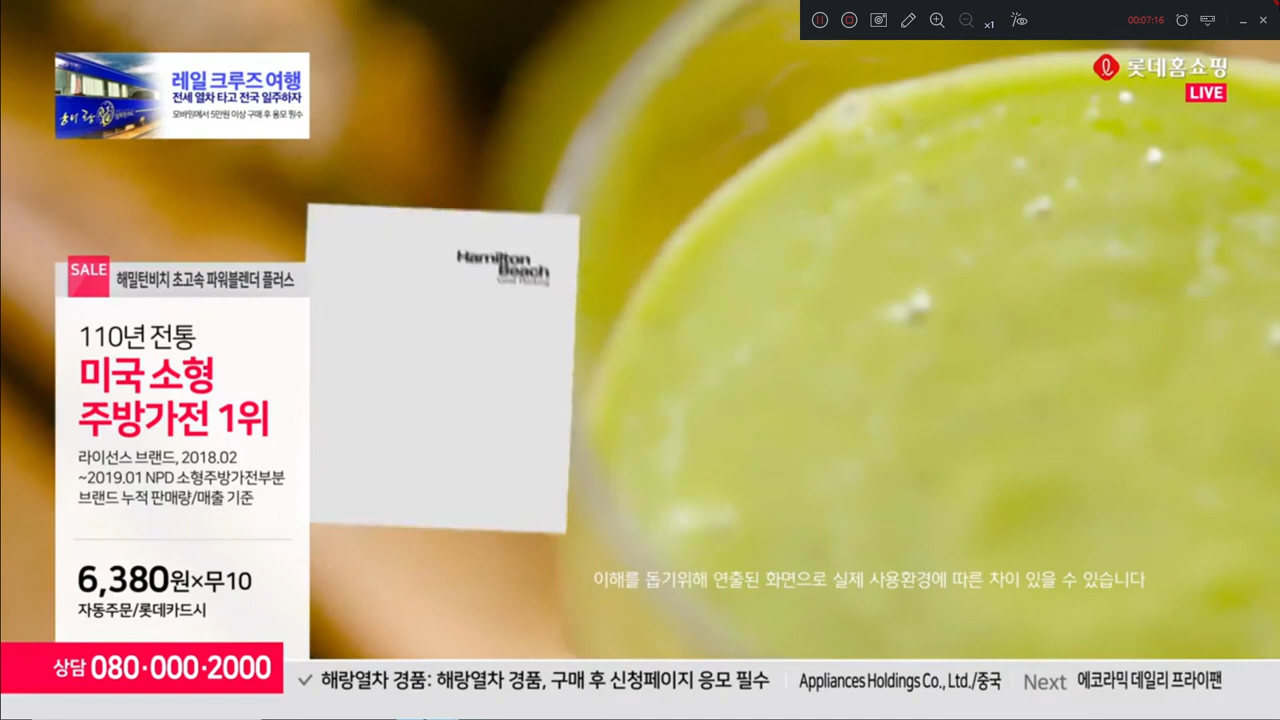 x1
00:07:16
레일 크루즈 여행
전세 열차 타고 전국 일주하자
모바일에서 5만원 이상 구매 후 응모 필수
해랑
롯데홈쇼핑
LIVE
Hamilton
Beach
SALE
해밀턴비치 초고속 파워블렌더 플러스
110년 전통
미국 소형
주방가전 1위
라이선스 브랜드, 2018.02
~2019.01 NPD 소형주방가전부분
브랜드 누적 판매량/매출 기준
6,380원×무10
자동주문/롯데카드시
이해를 돕기위해 연출된 화면으로 실제 사용환경에 따른 차이 있을 수 있습니다
상담 080·000·2000
해랑열차 경품: 해랑열차 경품, 구매 후 신청페이지 응모 필수
Appliances Holdings Co., Ltd./중국
Next 에코라믹 데일리 프라이팬